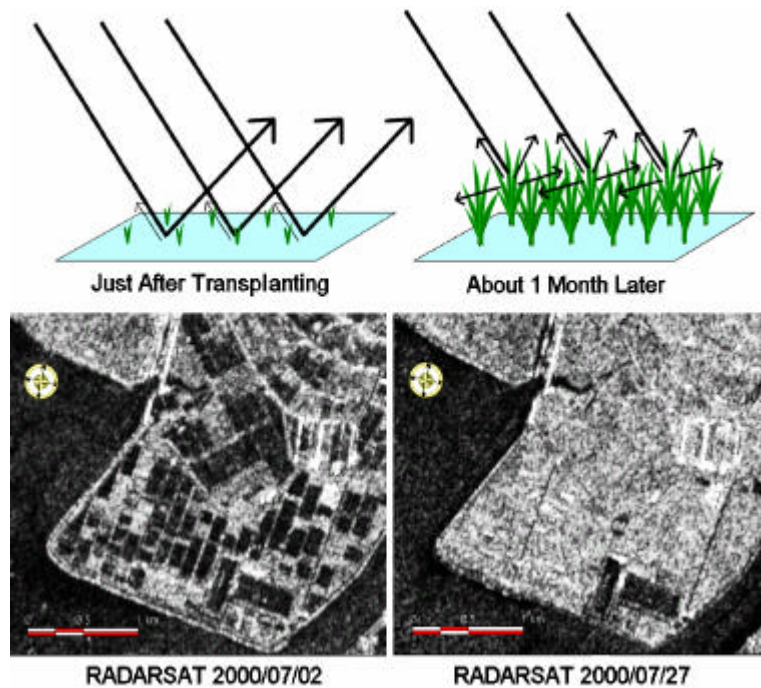 Just After Transplanting
About 1 Month Later
RADARSAT 2000/07/02
RADARSAT 2000/07/27